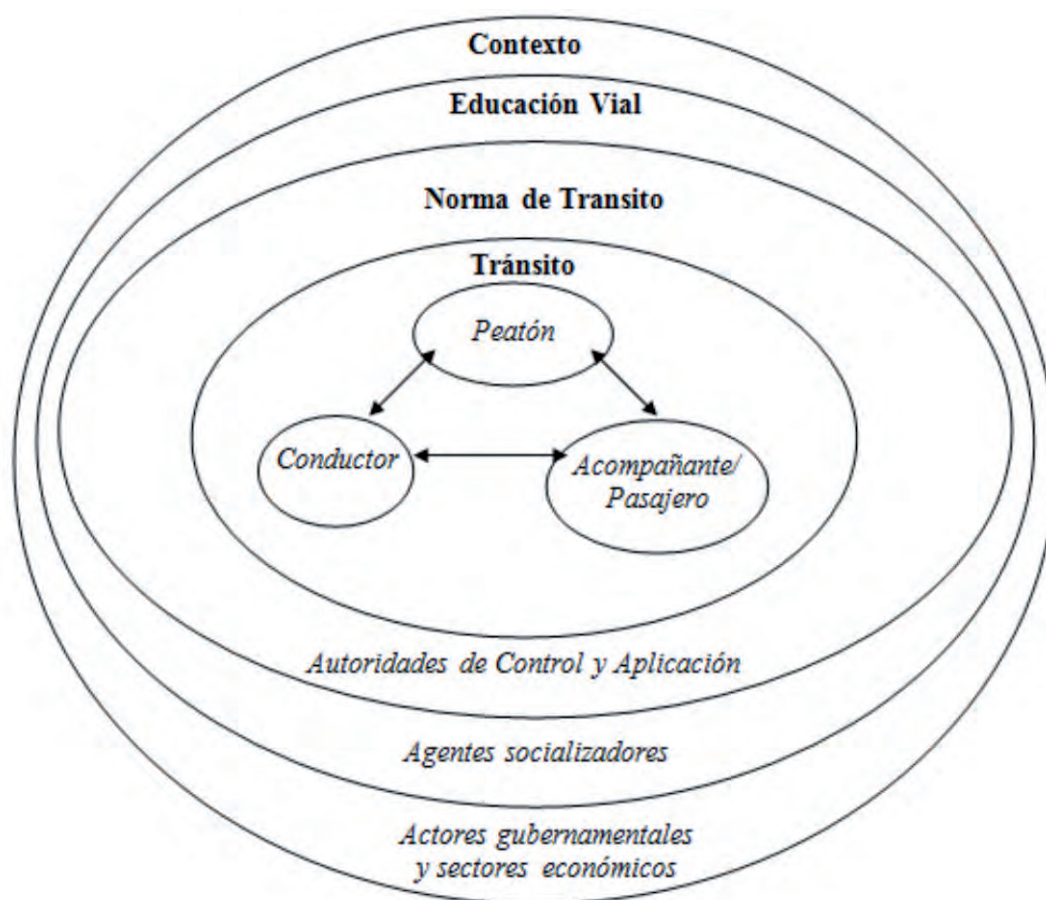 Contexto
Educación Vial
Norma de Transito
Tránsito
Peatón
Conductor
Acompañante/
Pasajero
Autoridades de Control y Aplicación
Agentes socializadores
Actores gubernamentales
y sectores económicos